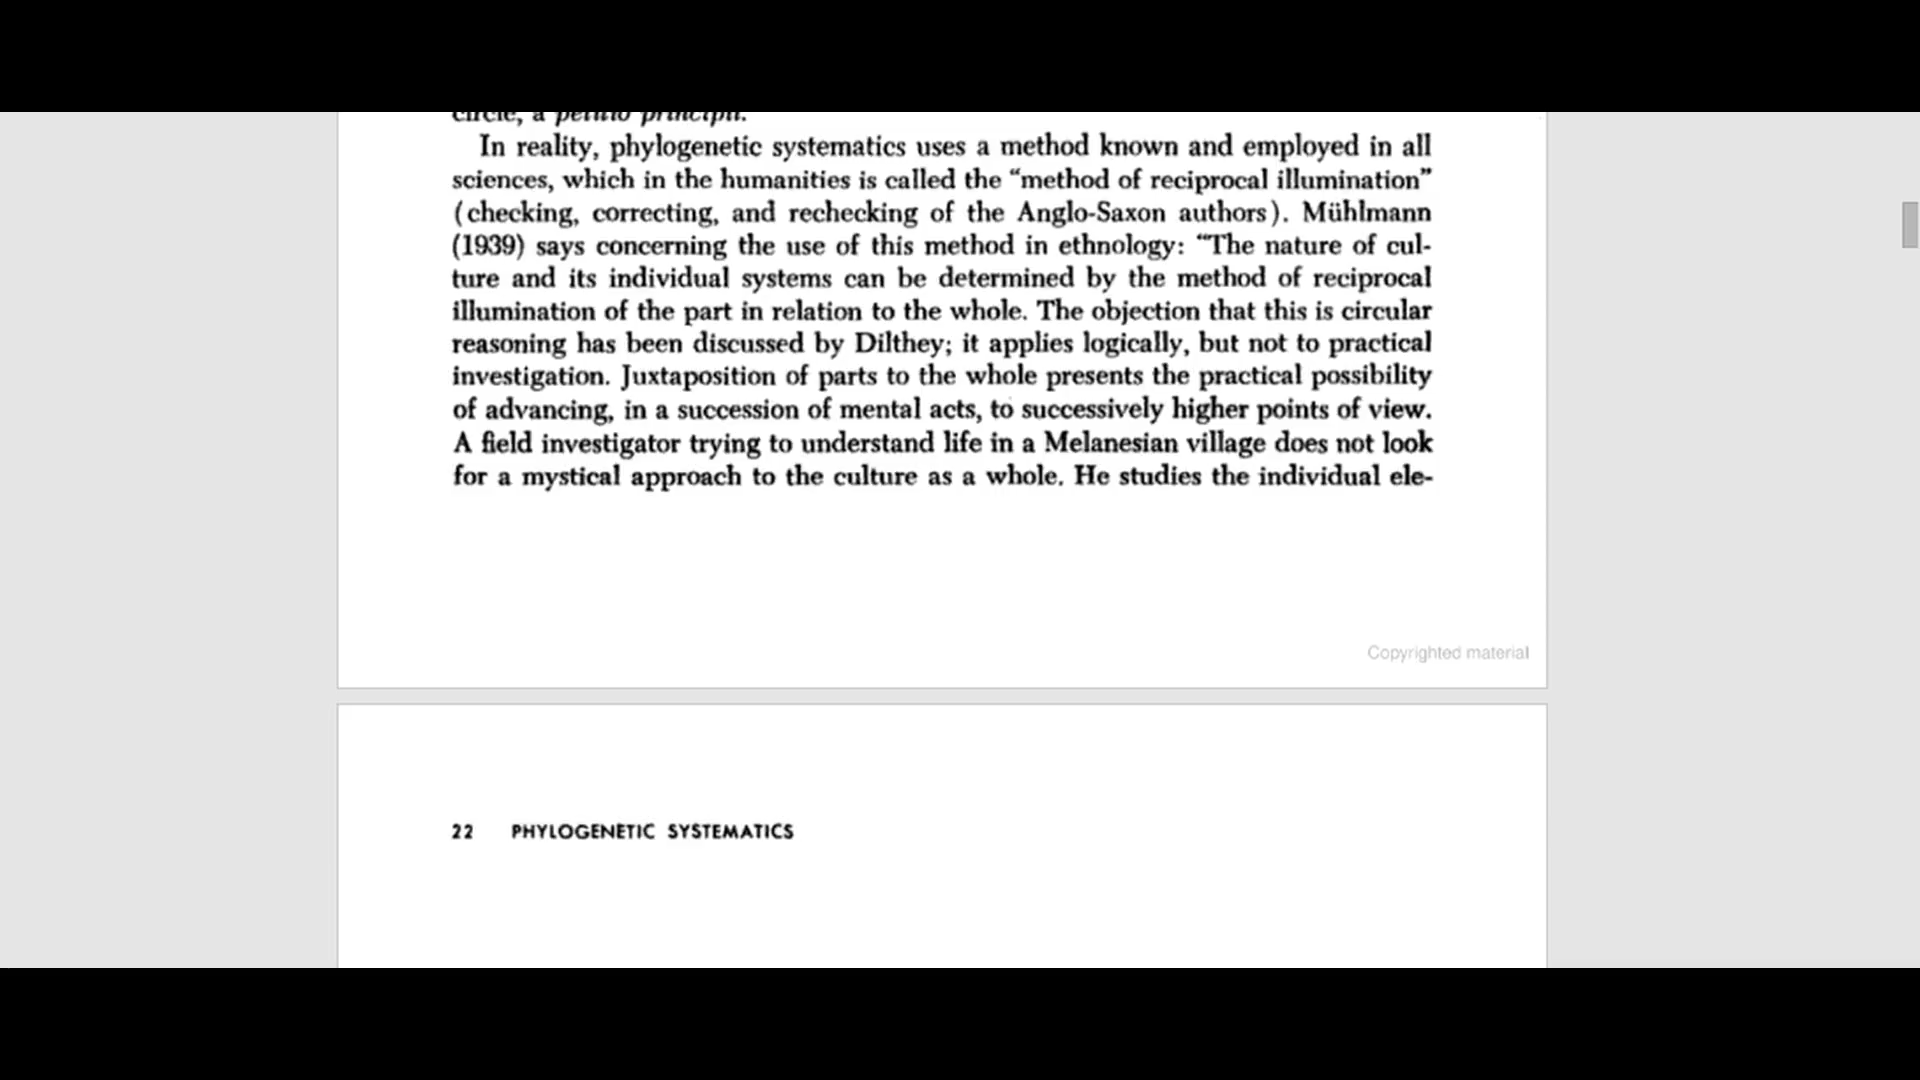 circle, a petitio principii.
In reality, phylogenetic systematics uses a method known and employed in all
sciences, which in the humanities is called the “method of reciprocal illumination”
(checking, correcting, and rechecking of the Anglo-Saxon authors). Mühlmann
(1939) says concerning the use of this method in ethnology: “The nature of cul-
ture and its individual systems can be determined by the method of reciprocal
illumination of the part in relation to the whole. The objection that this is circular
reasoning has been discussed by Dilthey; it applies logically, but not to practical
investigation. Juxtaposition of parts to the whole presents the practical possibility
of advancing, in a succession of mental acts, to successively higher points of view.
A field investigator trying to understand life in a Melanesian village does not look
for a mystical approach to the culture as a whole. He studies the individual ele-
Copyrighted material
22 PHYLOGENETIC SYSTEMATICS